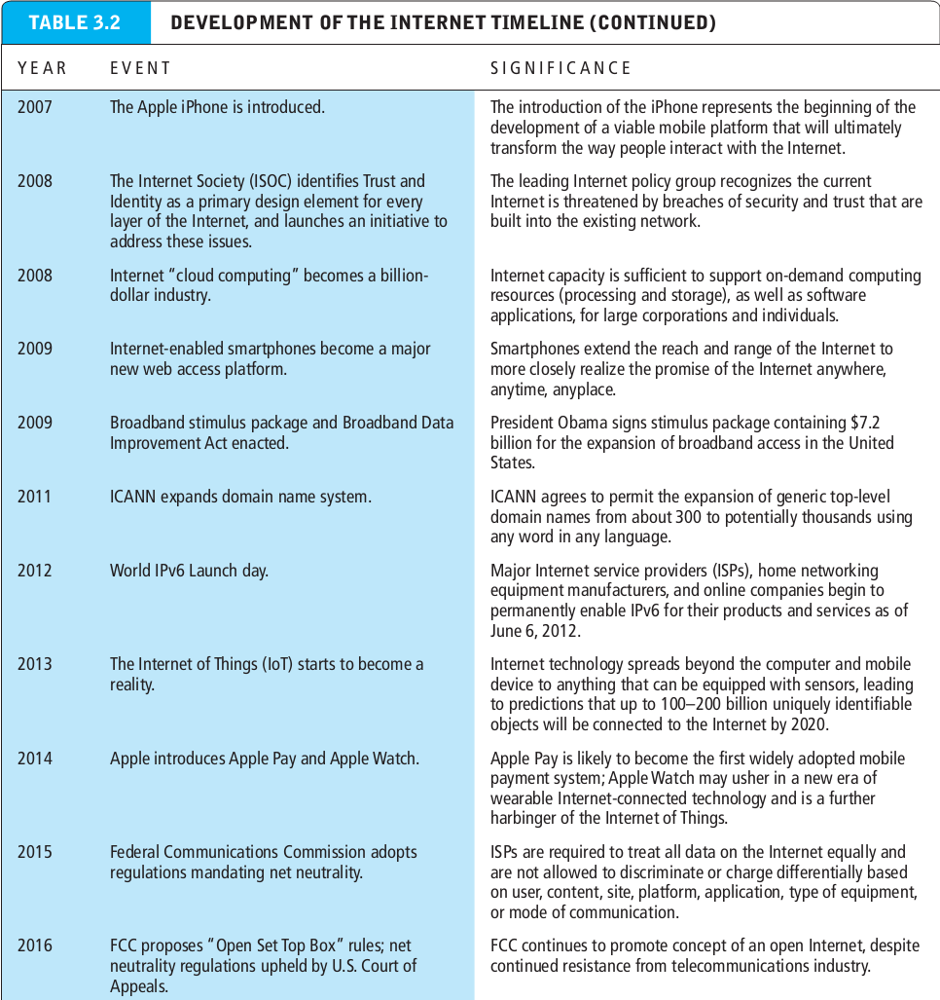 TABLE 3.2 DEVELOPMENT OF THE INTERNET TIMELINE (CONTINUED)
YEAR EVENT SIGNIFICANCE
2007 The Apple iPhone is introduced. The introduction of the iPhone represents the beginning of the
development of a viable mobile platform that will ultimately
transform the way people interact with the Internet.
2008 The Internet Society (ISOC) identifies Trust and The leading Internet policy group recognizes the current
Identity as a primary design element for every Internet is threatened by breaches of security and trust that are
layer of the Internet, and launches an initiative to built into the existing network.
address these issues.
2008 Internet “cloud computing” becomes a billion- Internet capacity is sufficient to support on-demand computing
dollar industry. resources (processing and storage), as well as software
applications, for large corporations and individuals.
2009 Internet-enabled smartphones become a major Smartphones extend the reach and range of the Internet to
new web access platform. more closely realize the promise of the Internet anywhere,
anytime, anyplace.
2009 Broadband stimulus package and Broadband Data President Obama signs stimulus package containing $7.2
Improvement Act enacted. billion for the expansion of broadband access in the United
States.
2011 ICANN expands domain name system. ICANN agrees to permit the expansion of generic top-level
domain names from about 300 to potentially thousands using
any word in any language.
2012 World IPv6 Launch day. Major Internet service providers (ISPs), home networking
equipment manufacturers, and online companies begin to
permanently enable IPv6 for their products and services as of
June 6, 2012.
2013 The Internet of Things (IoT) starts to become a Internet technology spreads beyond the computer and mobile
reality. device to anything that can be equipped with sensors, leading
to predictions that up to 100–200 billion uniquely identifiable
objects will be connected to the Internet by 2020.
2014 Apple introduces Apple Pay and Apple Watch. Apple Pay is likely to become the first widely adopted mobile
payment system; Apple Watch may usher in a new era of
wearable Internet-connected technology and is a further
harbinger of the Internet of Things.
2015 Federal Communications Commission adopts ISPs are required to treat all data on the Internet equally and
regulations mandating net neutrality. are not allowed to discriminate or charge differentially based
on user, content, site, platform, application, type of equipment,
or mode of communication.
2016 FCC proposes “Open Set Top Box” rules; net FCC continues to promote concept of an open Internet, despite
neutrality regulations upheld by U.S. Court of continued resistance from telecommunications industry.
Appeals.